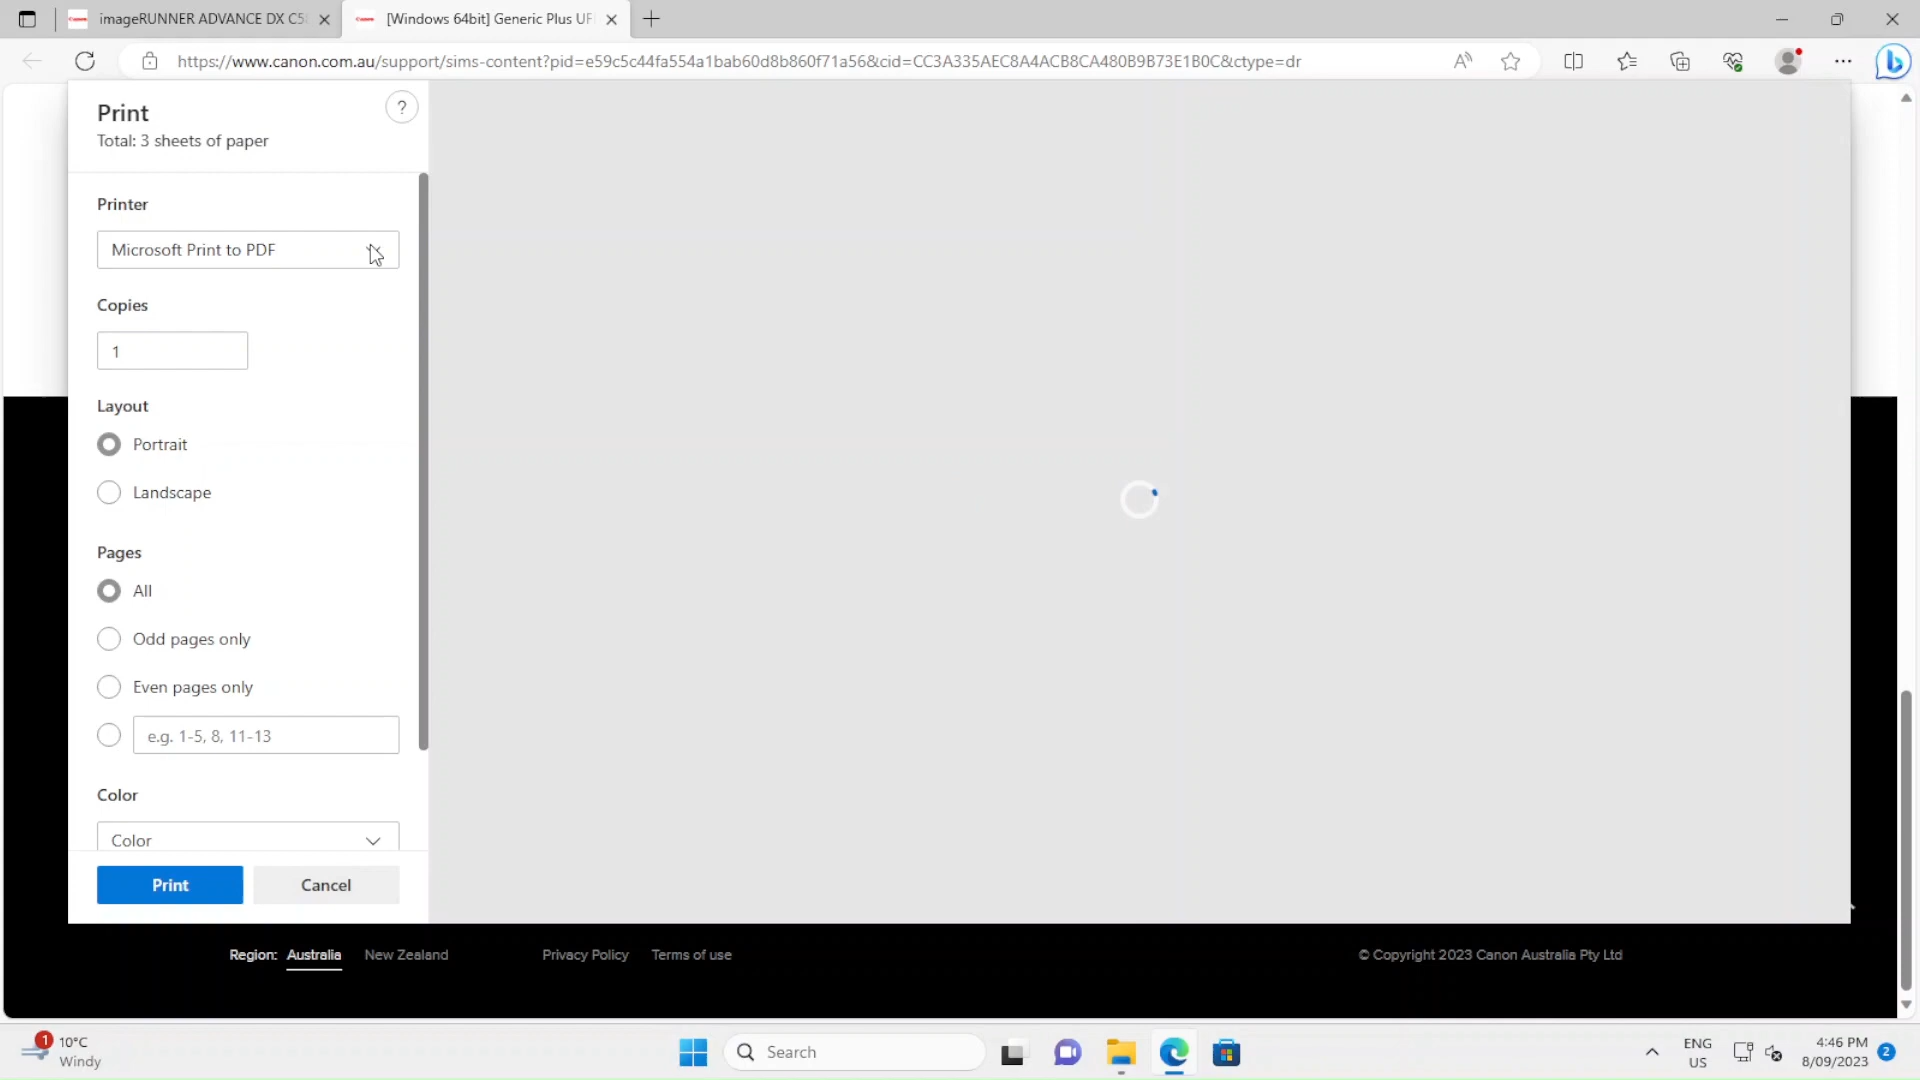 imageRUNNER ADVANCE DX C5
[Windows 64bit] Generic Plus UF
https://www.canon.com.au/support/sims-content?pid=e59c5c44fa554a1bab60d8b860f71a56&cid=CC3A335AEC8A4ACB8CA480B9B73E1B0C&ctype=dr
Print
?
Total: 3 sheets of paper
Printer
Microsoft Print to PDF
Copies
1
Layout
Portrait
Landscape
Pages
All
Odd pages only
Even pages only
e.g. 1-5, 8, 11-13
Color
Color
Print Cancel
Region: Australia New Zealand Privacy Policy Terms of use © Copyright 2023 Canon Australia Pty Ltd
1
10°C
Windy
Search
ENG
US
4:46 PM
8/09/2023
2